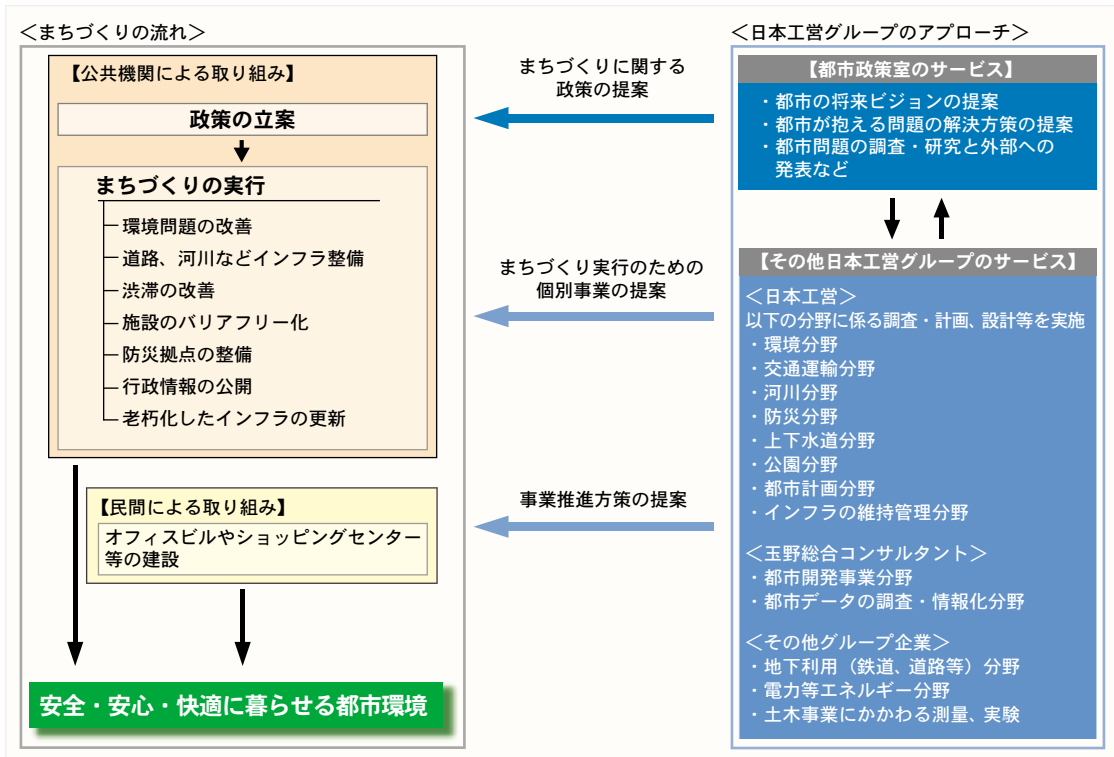 ＜まちづくりの流れ＞
【公共機関による取り組み】
政策の立案
まちづくりの実行
環境問題の改善
道路、河川などインフラ整備
渋滞の改善
施設のバリアフリー化
防災拠点の整備
行政情報の公開
老朽化したインフラの更新
【民間による取り組み】
オフィスビルやショッピングセンター
等の建設
安全・安心・快適に暮らせる都市環境
まちづくりに関する
政策の提案
まちづくり実行のための
個別事業の提案
事業推進方策の提案
＜日本工営グループのアプローチ＞
【都市政策室のサービス】
・都市の将来ビジョンの提案
・都市が抱える問題の解決方策の提案
・都市問題の調査・研究と外部への
発表など
【その他日本工営グループのサービス】
＜日本工営＞
以下の分野に係る調査・計画、設計等を実施
・環境分野
・交通運輸分野
・河川分野
・防災分野
・上下水道分野
・公園分野
・都市計画分野
・インフラの維持管理分野
＜玉野総合コンサルタント＞
・都市開発事業分野
・都市データの調査・情報化分野
＜その他グループ企業＞
・地下利用（鉄道、道路等）分野
・電力等エネルギー分野
・土木事業にかかわる測量、実験